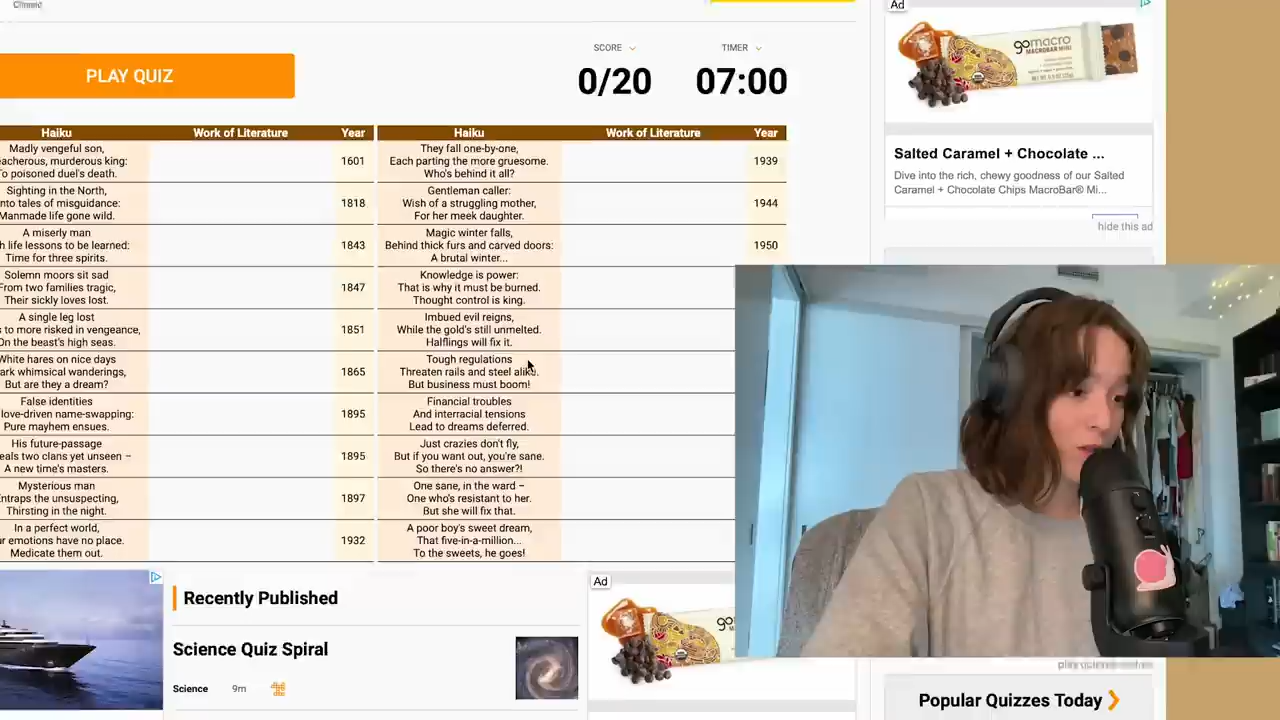 SCORE
TIMER
PLAY QUIZ
0/20
07:00
Haiku
Work of Literature
Year
Haiku
Work of Literature
Year
Madly vengeful son,
eacherous, murderous king:
To poisoned duel's death.
1601
They fall one-by-one,
Each parting the more gruesome.
Who's behind it all?
1939
Sighting in the North,
nto tales of misguidance:
Manmade life gone wild.
1818
Gentleman caller:
Wish of a struggling mother,
For her meek daughter.
1944
A miserly man
h life lessons to be learned:
Time for three spirits.
1843
Magic winter falls,
Behind thick furs and carved doors:
A brutal winter...
1950
Solemn moors sit sad
From two families tragic,
Their sickly loves lost.
1847
Knowledge is power:
That is why it must be burned.
Thought control is king.
A single leg lost
s to more risked in vengeance,
On the beast's high seas.
1851
Imbued evil reigns,
While the gold's still unmelted.
Halflings will fix it.
White hares on nice days
ark whimsical wanderings,
But are they a dream?
1865
Tough regulations
Threaten rails and steel alike.
But business must boom!
False identities
love-driven name-swapping:
Pure mayhem ensues.
1895
Financial troubles
And interracial tensions
Lead to dreams deferred.
His future-passage
eals two clans yet unseen –
A new time's masters.
1895
Just crazies don't fly,
But if you want out, you're sane.
So there's no answer?!
Mysterious man
ntraps the unsuspecting,
Thirsting in the night.
1897
One sane, in the ward –
One who's resistant to her.
But she will fix that.
In a perfect world,
r emotions have no place.
Medicate them out.
1932
A poor boy's sweet dream,
That five-in-a-million...
To the sweets, he goes!
Ad
gomacro
MACROBAR MINI
Salted Caramel + Chocolate ...
Dive into the rich, chewy goodness of our Salted
Caramel + Chocolate Chips MacroBar® Mi...
hide this ad
Recently Published
Science Quiz Spiral
Science
9m
Ad
go
Popular Quizzes Today